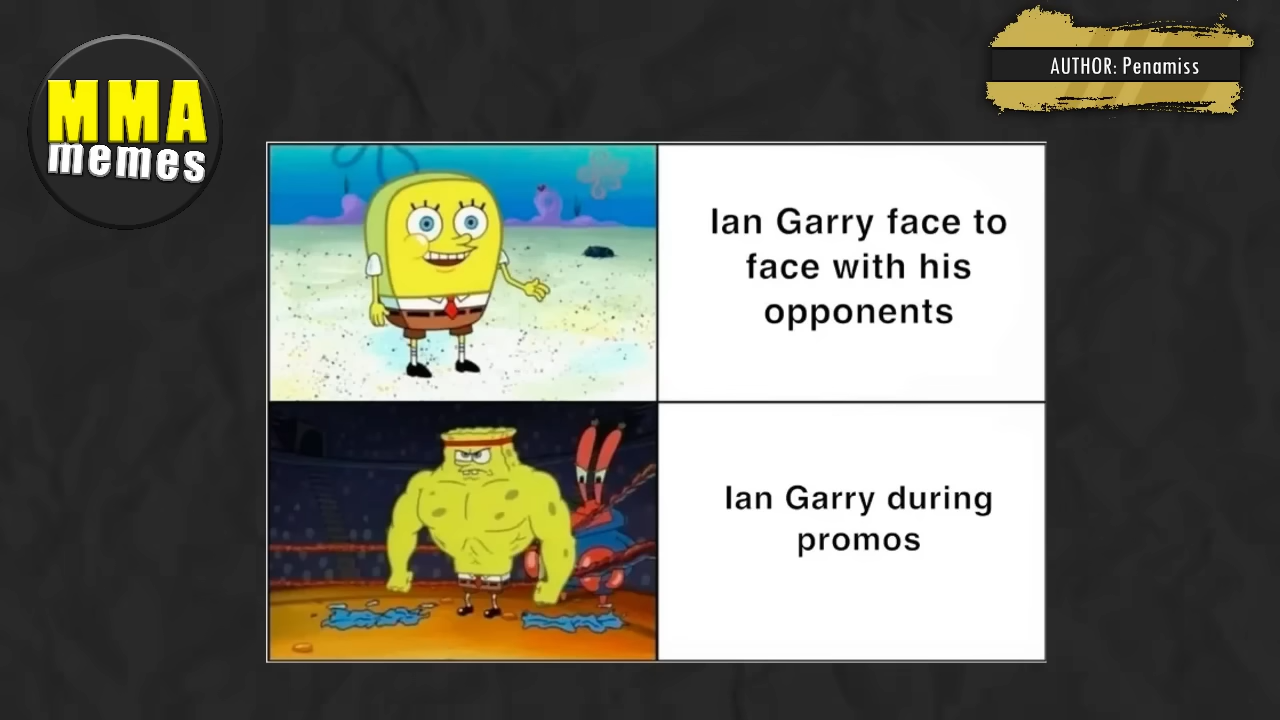 MMA
memes
AUTHOR: Penamiss
Ian Garry face to
face with his
opponents
Ian Garry during
promos